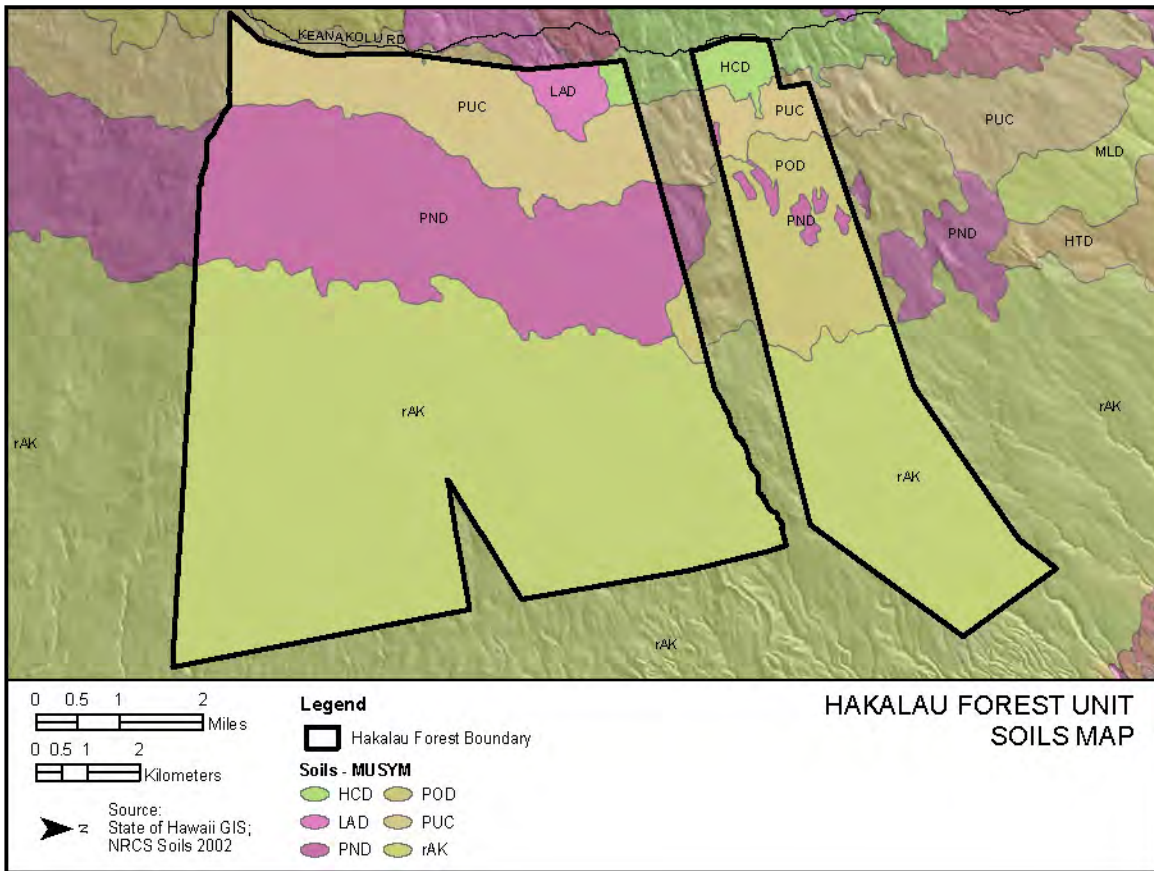 KEANAKOLU RD
HCD
LAD
PUC
PUC
PUC
MLD
POD
PND
PND
PND
HTD
rAK
rAK
rAK
rAK
rAK
0 0.5 1 2
Miles
0 0.5 1 2
Kilometers
N
Source:
State of Hawaii GIS;
NRCS Soils 2002
Legend
Hakalau Forest Boundary
Soils - MUSYM
HCD POD
LAD PUC
PND rAK
HAKALAU FOREST UNIT
SOILS MAP